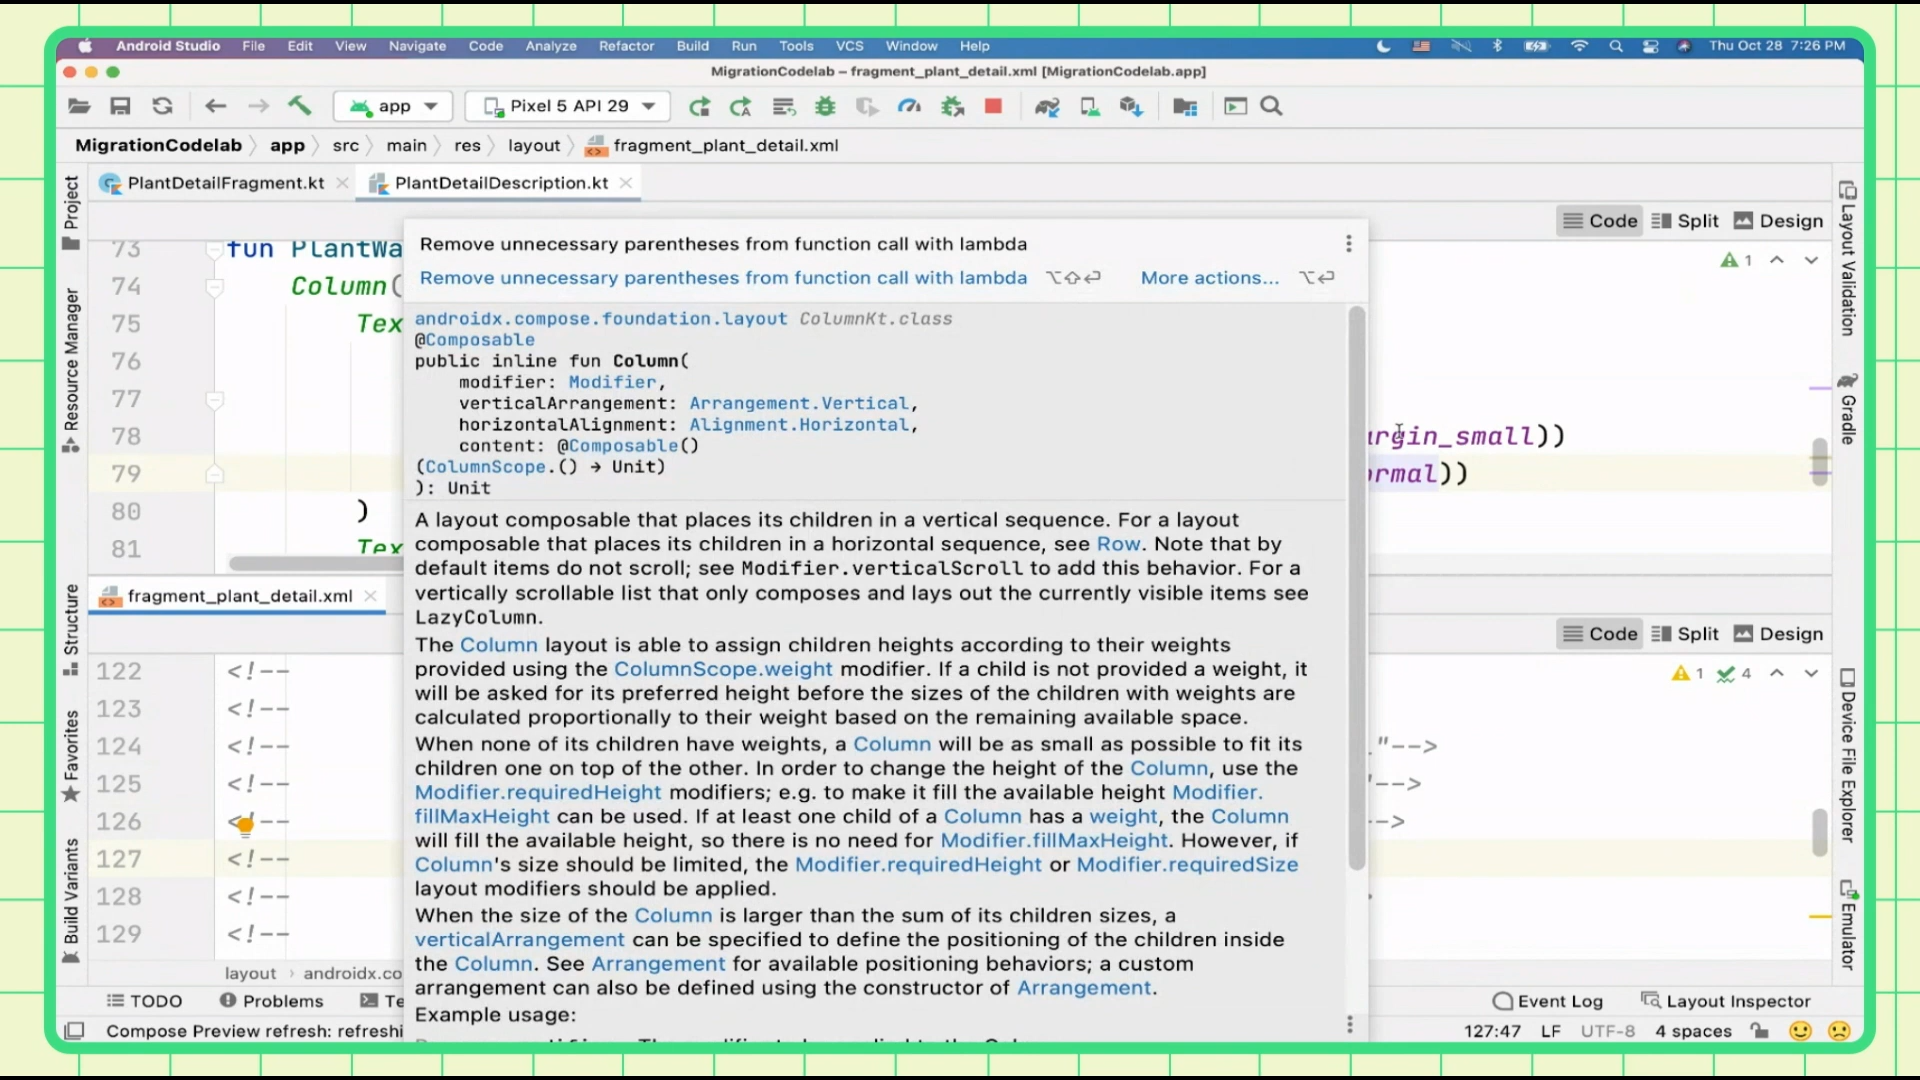 Android Studio File Edit View Navigate Code Analyze Refactor Build Run Tools VCS Window Help Thu Oct 28 7:26 PM
MigrationCodelab – fragment_plant_detail.xml [MigrationCodelab.app]
app Pixel 5 API 29
MigrationCodelab app src main res layout fragment_plant_detail.xml
PlantDetailFragment.kt PlantDetailDescription.kt
Project
Resource Manager
Structure
Favorites
Build Variants
Code Split Design
1
73 fun PlantWa
74 Column(
75 Tex
76
77
78 rgin_small))
79 rmal))
80 )
81 Tex
Remove unnecessary parentheses from function call with lambda
Remove unnecessary parentheses from function call with lambda ⌥⇧⏎ More actions... ⌥⏎
androidx.compose.foundation.layout ColumnKt.class
@Composable
public inline fun Column(
modifier: Modifier,
verticalArrangement: Arrangement.Vertical,
horizontalAlignment: Alignment.Horizontal,
content: @Composable()
(ColumnScope.() → Unit)
): Unit
A layout composable that places its children in a vertical sequence. For a layout
composable that places its children in a horizontal sequence, see Row. Note that by
default items do not scroll; see Modifier.verticalScroll to add this behavior. For a
vertically scrollable list that only composes and lays out the currently visible items see
LazyColumn.
The Column layout is able to assign children heights according to their weights
provided using the ColumnScope.weight modifier. If a child is not provided a weight, it
will be asked for its preferred height before the sizes of the children with weights are
calculated proportionally to their weight based on the remaining available space.
When none of its children have weights, a Column will be as small as possible to fit its
children one on top of the other. In order to change the height of the Column, use the
Modifier.requiredHeight modifiers; e.g. to make it fill the available height Modifier.
fillMaxHeight can be used. If at least one child of a Column has a weight, the Column
will fill the available height, so there is no need for Modifier.fillMaxHeight. However, if
Column's size should be limited, the Modifier.requiredHeight or Modifier.requiredSize
layout modifiers should be applied.
When the size of the Column is larger than the sum of its children sizes, a
verticalArrangement can be specified to define the positioning of the children inside
the Column. See Arrangement for available positioning behaviors; a custom
arrangement can also be defined using the constructor of Arrangement.
Example usage:
fragment_plant_detail.xml
Code Split Design
1 4
122 <!--
123 <!--
124 <!-- "-->
125 <!-- "-->
126 <!-- -->
127 <!--
128 <!--
129 <!--
layout androidx.co
Layout Validation
Gradle
Device File Explorer
Emulator
TODO Problems Te Event Log Layout Inspector
Compose Preview refresh: refreshi 127:47 LF UTF-8 4 spaces